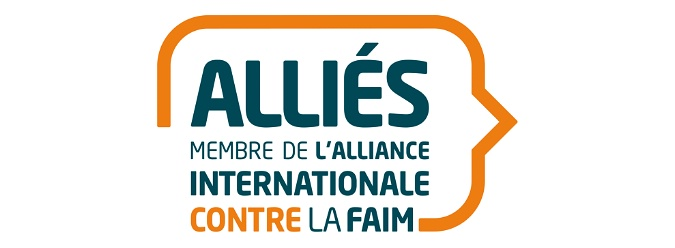 ALLIÉS
MEMBRE DE L'ALLIANCE
INTERNATIONALE
CONTRE LA FAIM